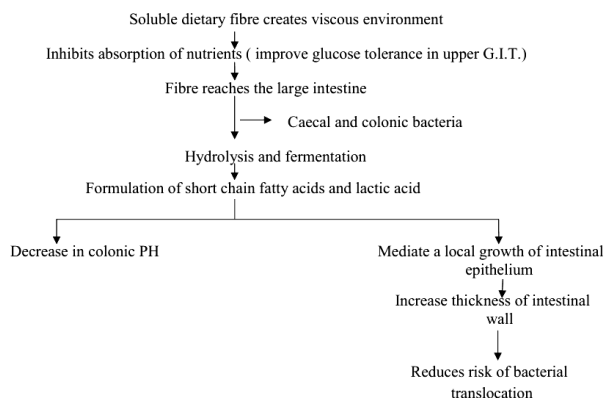 Soluble dietary fibre creates viscous environment
Inhibits absorption of nutrients ( improve glucose tolerance in upper G.I.T.)
Fibre reaches the large intestine
Caecal and colonic bacteria
Hydrolysis and fermentation
Formulation of short chain fatty acids and lactic acid
Decrease in colonic PH
Mediate a local growth of intestinal
epithelium
Increase thickness of intestinal
wall
Reduces risk of bacterial
translocation